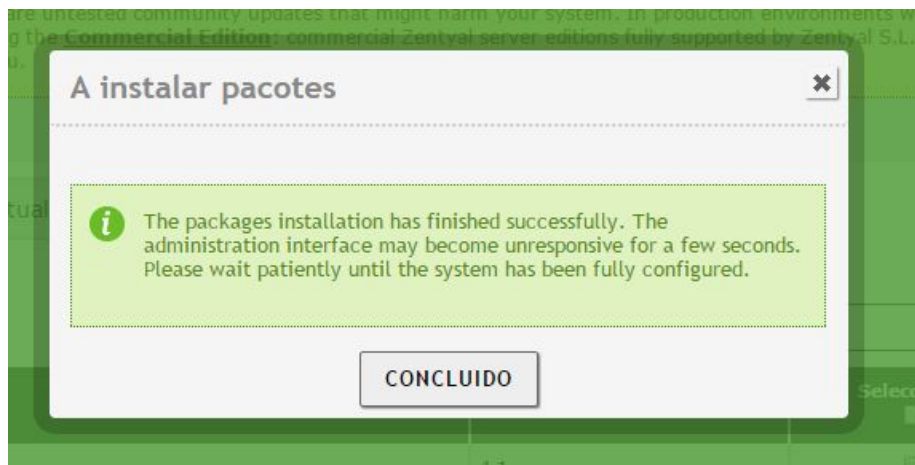 are untested community updates that might harm your system. In production environments w
g the Commercial Edition: commercial Zentyal server editions fully supported by Zentyal S.L.
u.
A instalar pacotes
tual
The packages installation has finished successfully. The
administration interface may become unresponsive for a few seconds.
Please wait patiently until the system has been fully configured.
CONCLUIDO
Selecc